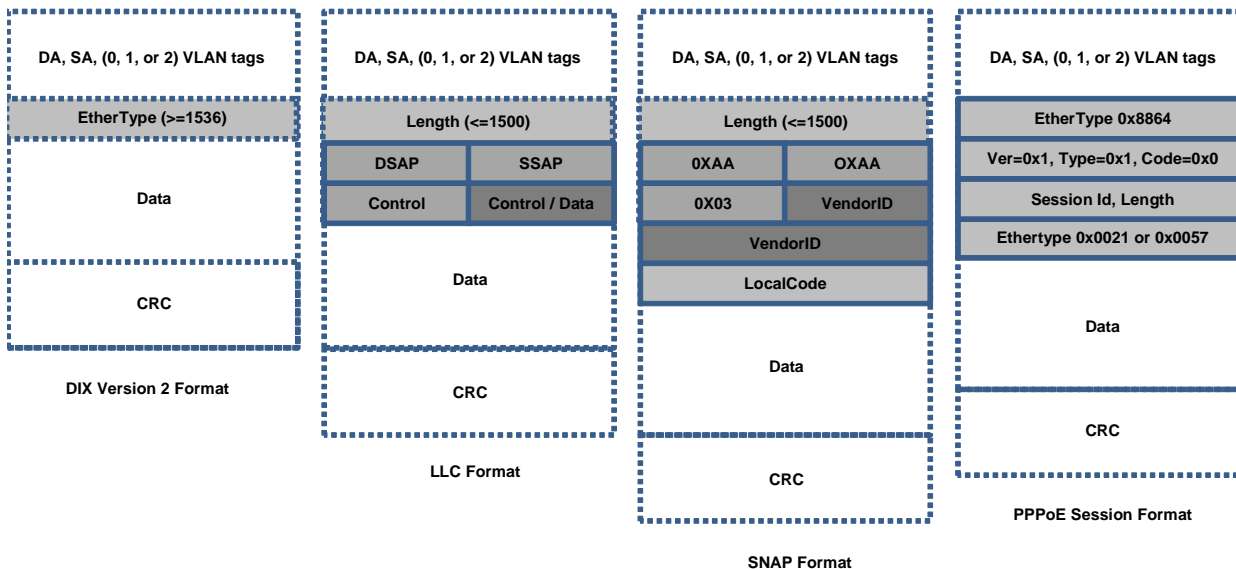 DA, SA, (0, 1, or 2) VLAN tags
EtherType (>=1536)
Data
CRC
DIX Version 2 Format
DA, SA, (0, 1, or 2) VLAN tags
Length (<=1500)
DSAP
SSAP
Control
Control / Data
Data
CRC
LLC Format
DA, SA, (0, 1, or 2) VLAN tags
Length (<=1500)
0XAA
OXAA
0X03
VendorID
VendorID
LocalCode
Data
CRC
SNAP Format
DA, SA, (0, 1, or 2) VLAN tags
EtherType 0x8864
Ver=0x1, Type=0x1, Code=0x0
Session Id, Length
Ethertype 0x0021 or 0x0057
Data
CRC
PPPoE Session Format